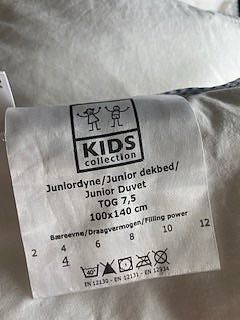 KIDS
collection
Juniordyne/Junior dekbed/
Junior Duvet
TOG 7,5
100x140 cm
Bæreevne/Draagvermogen/Filling power
2 4 6 8 10 12
4
40°
EN 12130 - EN 12131 - EN 12934